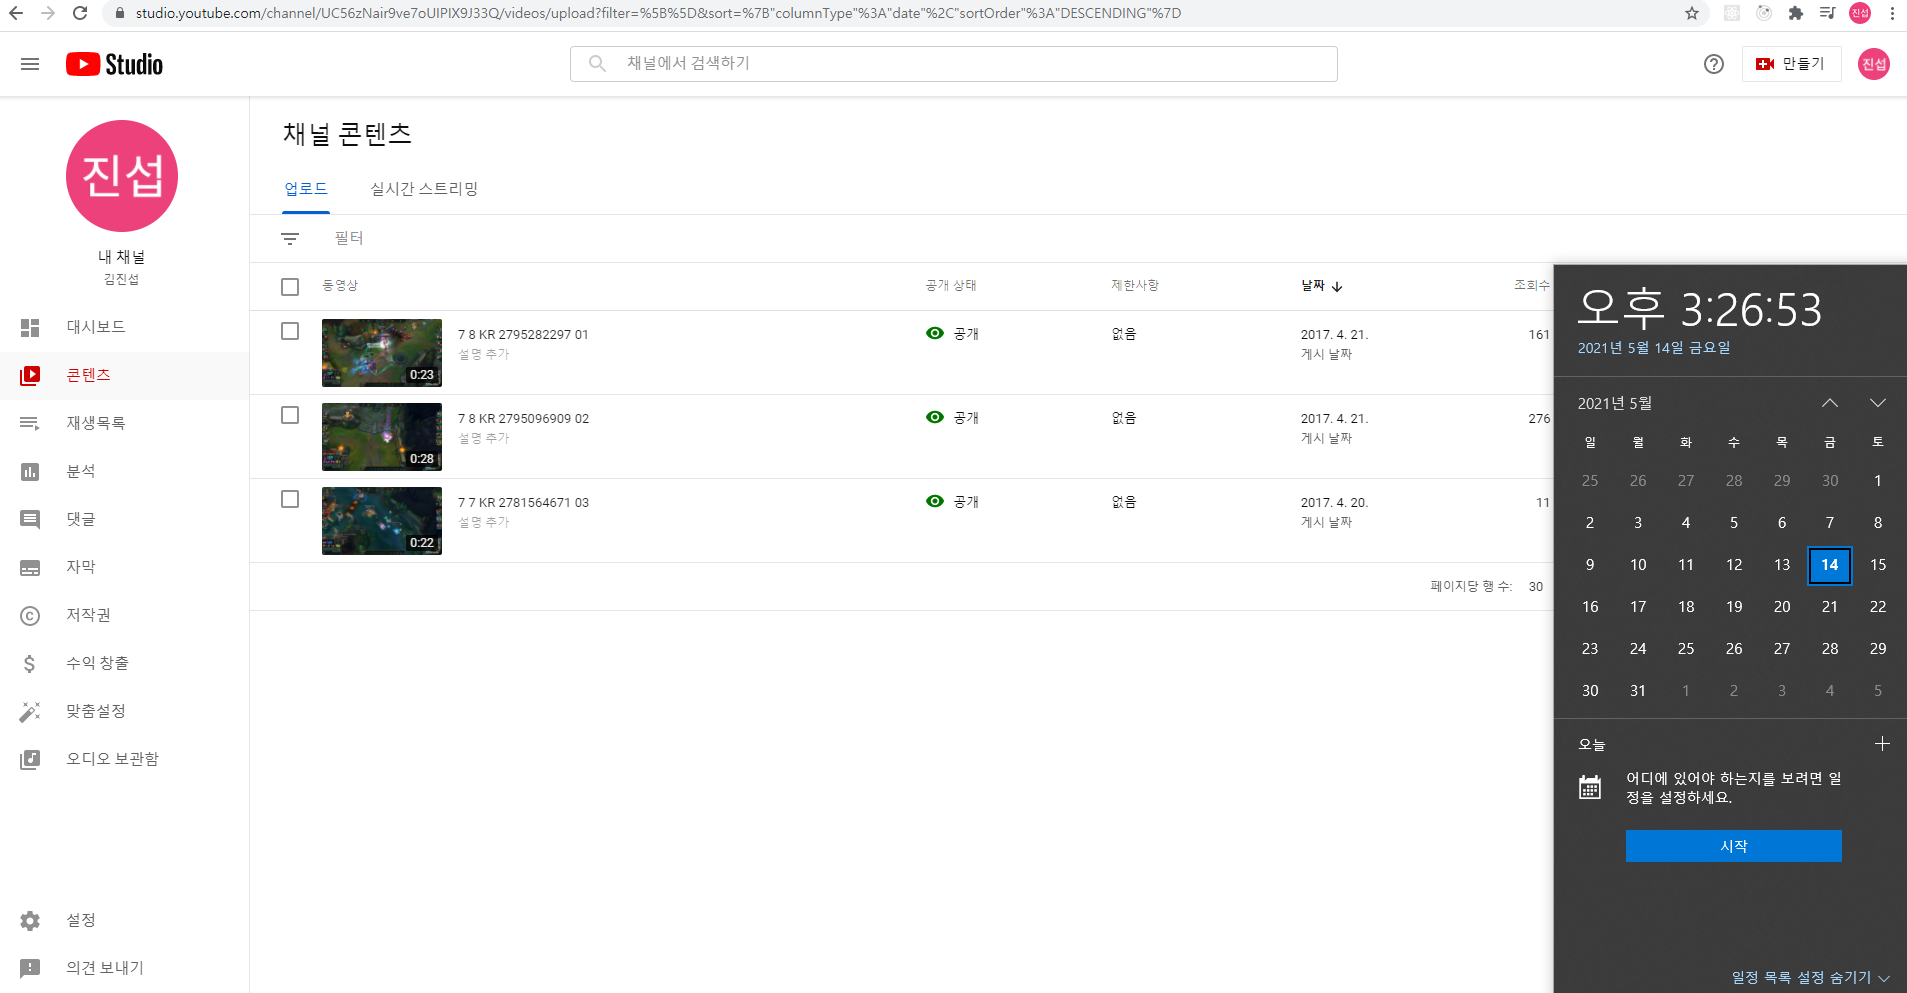 studio.youtube.com/channel/UC56zNair9ve7oUIPIX9J33Q/videos/upload?filter=%5B%5D&sort=%7B"columnType"%3A"date"%2C"sortOrder"%3A"DESCENDING"%7D
진섭
Studio
채널에서 검색하기
만들기
진섭
진섭
내 채널
김진섭
대시보드
콘텐츠
재생목록
분석
댓글
자막
저작권
수익 창출
맞춤설정
오디오 보관함
설정
의견 보내기
채널 콘텐츠
업로드 실시간 스트리밍
필터
동영상 공개 상태 제한사항 날짜 조회수
7 8 KR 2795282297 01 공개 없음 2017. 4. 21. 161
설명 추가 게시 날짜
0:23
7 8 KR 2795096909 02 공개 없음 2017. 4. 21. 276
설명 추가 게시 날짜
0:28
7 7 KR 2781564671 03 공개 없음 2017. 4. 20. 11
설명 추가 게시 날짜
0:22
페이지당 행 수: 30
오후 3:26:53
2021년 5월 14일 금요일
2021년 5월
일 월 화 수 목 금 토
25 26 27 28 29 30 1
2 3 4 5 6 7 8
9 10 11 12 13 14 15
16 17 18 19 20 21 22
23 24 25 26 27 28 29
30 31 1 2 3 4 5
오늘
어디에 있어야 하는지를 보려면 일
정을 설정하세요.
시작
일정 목록 설정 숨기기